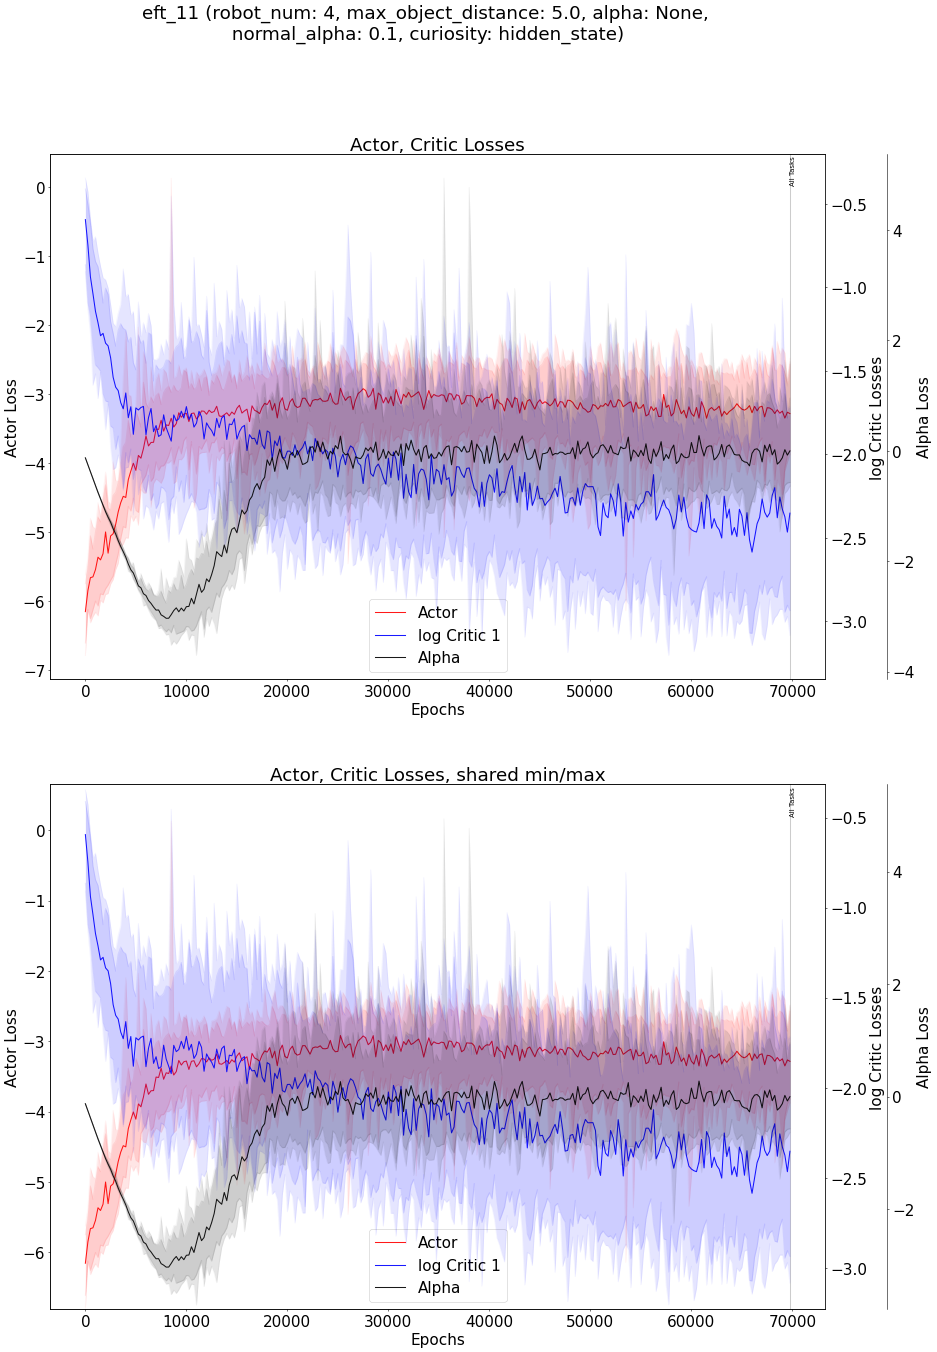 eft_11 (robot_num: 4, max_object_distance: 5.0, alpha: None,
normal_alpha: 0.1, curiosity: hidden_state)
Actor, Critic Losses
All Tasks
0
−1
−2
−3
−4
−5
−6
−7
Actor Loss
−0.5
−1.0
−1.5
−2.0
−2.5
−3.0
log Critic Losses
4
2
0
−2
−4
Alpha Loss
Actor
log Critic 1
Alpha
0 10000 20000 30000 40000 50000 60000 70000
Epochs
Actor, Critic Losses, shared min/max
All Tasks
0
−1
−2
−3
−4
−5
−6
Actor Loss
−0.5
−1.0
−1.5
−2.0
−2.5
−3.0
log Critic Losses
4
2
0
−2
Alpha Loss
Actor
log Critic 1
Alpha
0 10000 20000 30000 40000 50000 60000 70000
Epochs